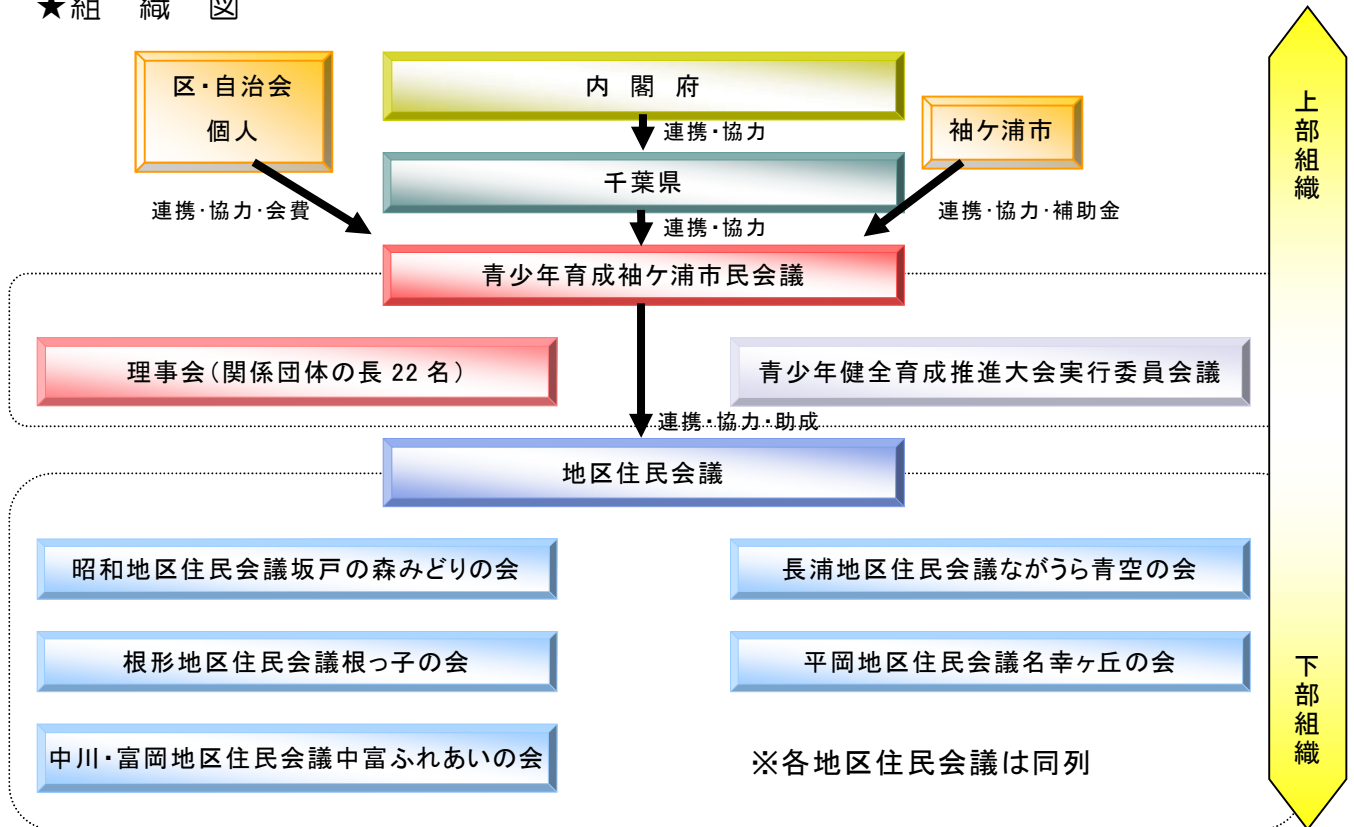 ★組 織 図
区・自治会
個人
内 閣 府
袖ケ浦市
連携・協力
千葉県
連携・協力・会費
連携・協力
連携・協力・補助金
青少年育成袖ケ浦市民会議
理事会(関係団体の長 22 名)
青少年健全育成推進大会実行委員会議
連携・協力・助成
地区住民会議
昭和地区住民会議坂戸の森みどりの会
長浦地区住民会議ながうら青空の会
根形地区住民会議根っ子の会
平岡地区住民会議名幸ヶ丘の会
中川・富岡地区住民会議中富ふれあいの会
※各地区住民会議は同列
上部組織
下部組織